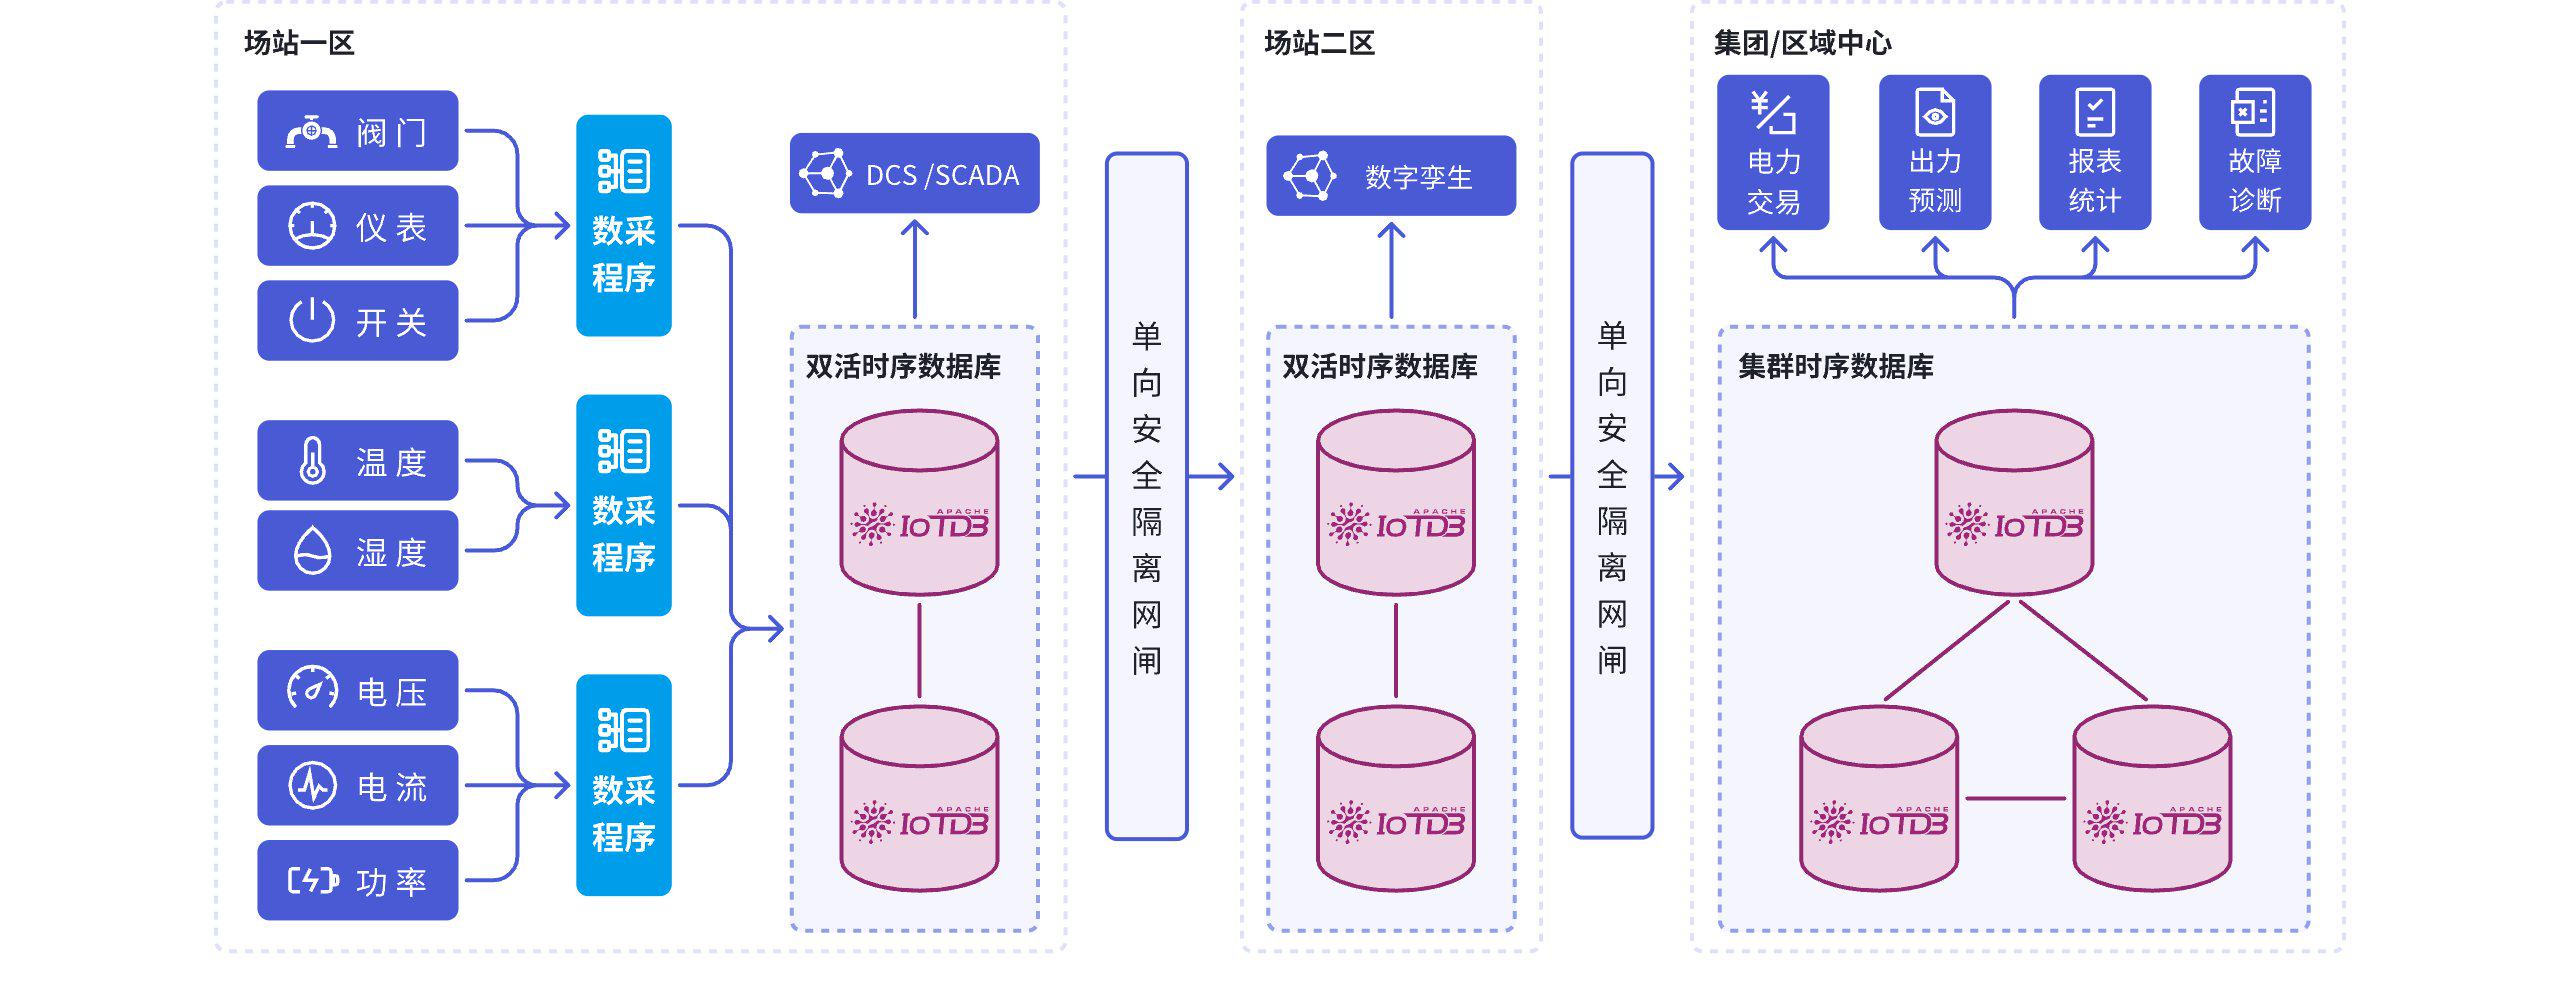 场站一区
阀门
仪表
开关
数采
程序
温度
湿度
数采
程序
电压
电流
功率
数采
程序
DCS /SCADA
双活时序数据库
APACHE
IoTDB
APACHE
IoTDB
单
向
安
全
隔
离
网
闸
场站二区
数字孪生
双活时序数据库
APACHE
IoTDB
APACHE
IoTDB
单
向
安
全
隔
离
网
闸
集团/区域中心
电力
交易
出力
预测
报表
统计
故障
诊断
集群时序数据库
APACHE
IoTDB
APACHE
IoTDB
APACHE
IoTDB